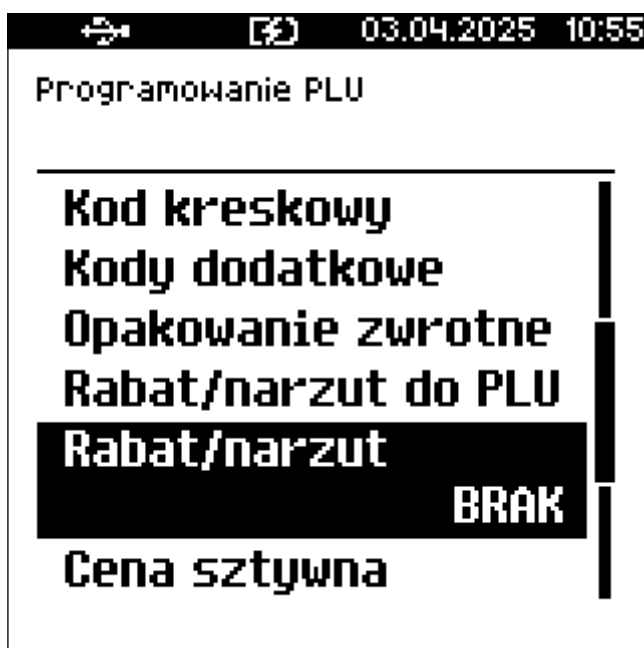 03.04.2025 10:55
Programowanie PLU
Kod kreskowy
Kody dodatkowe
Opakowanie zwrotne
Rabat/narzut do PLU
Rabat/narzut
BRAK
Cena sztywna